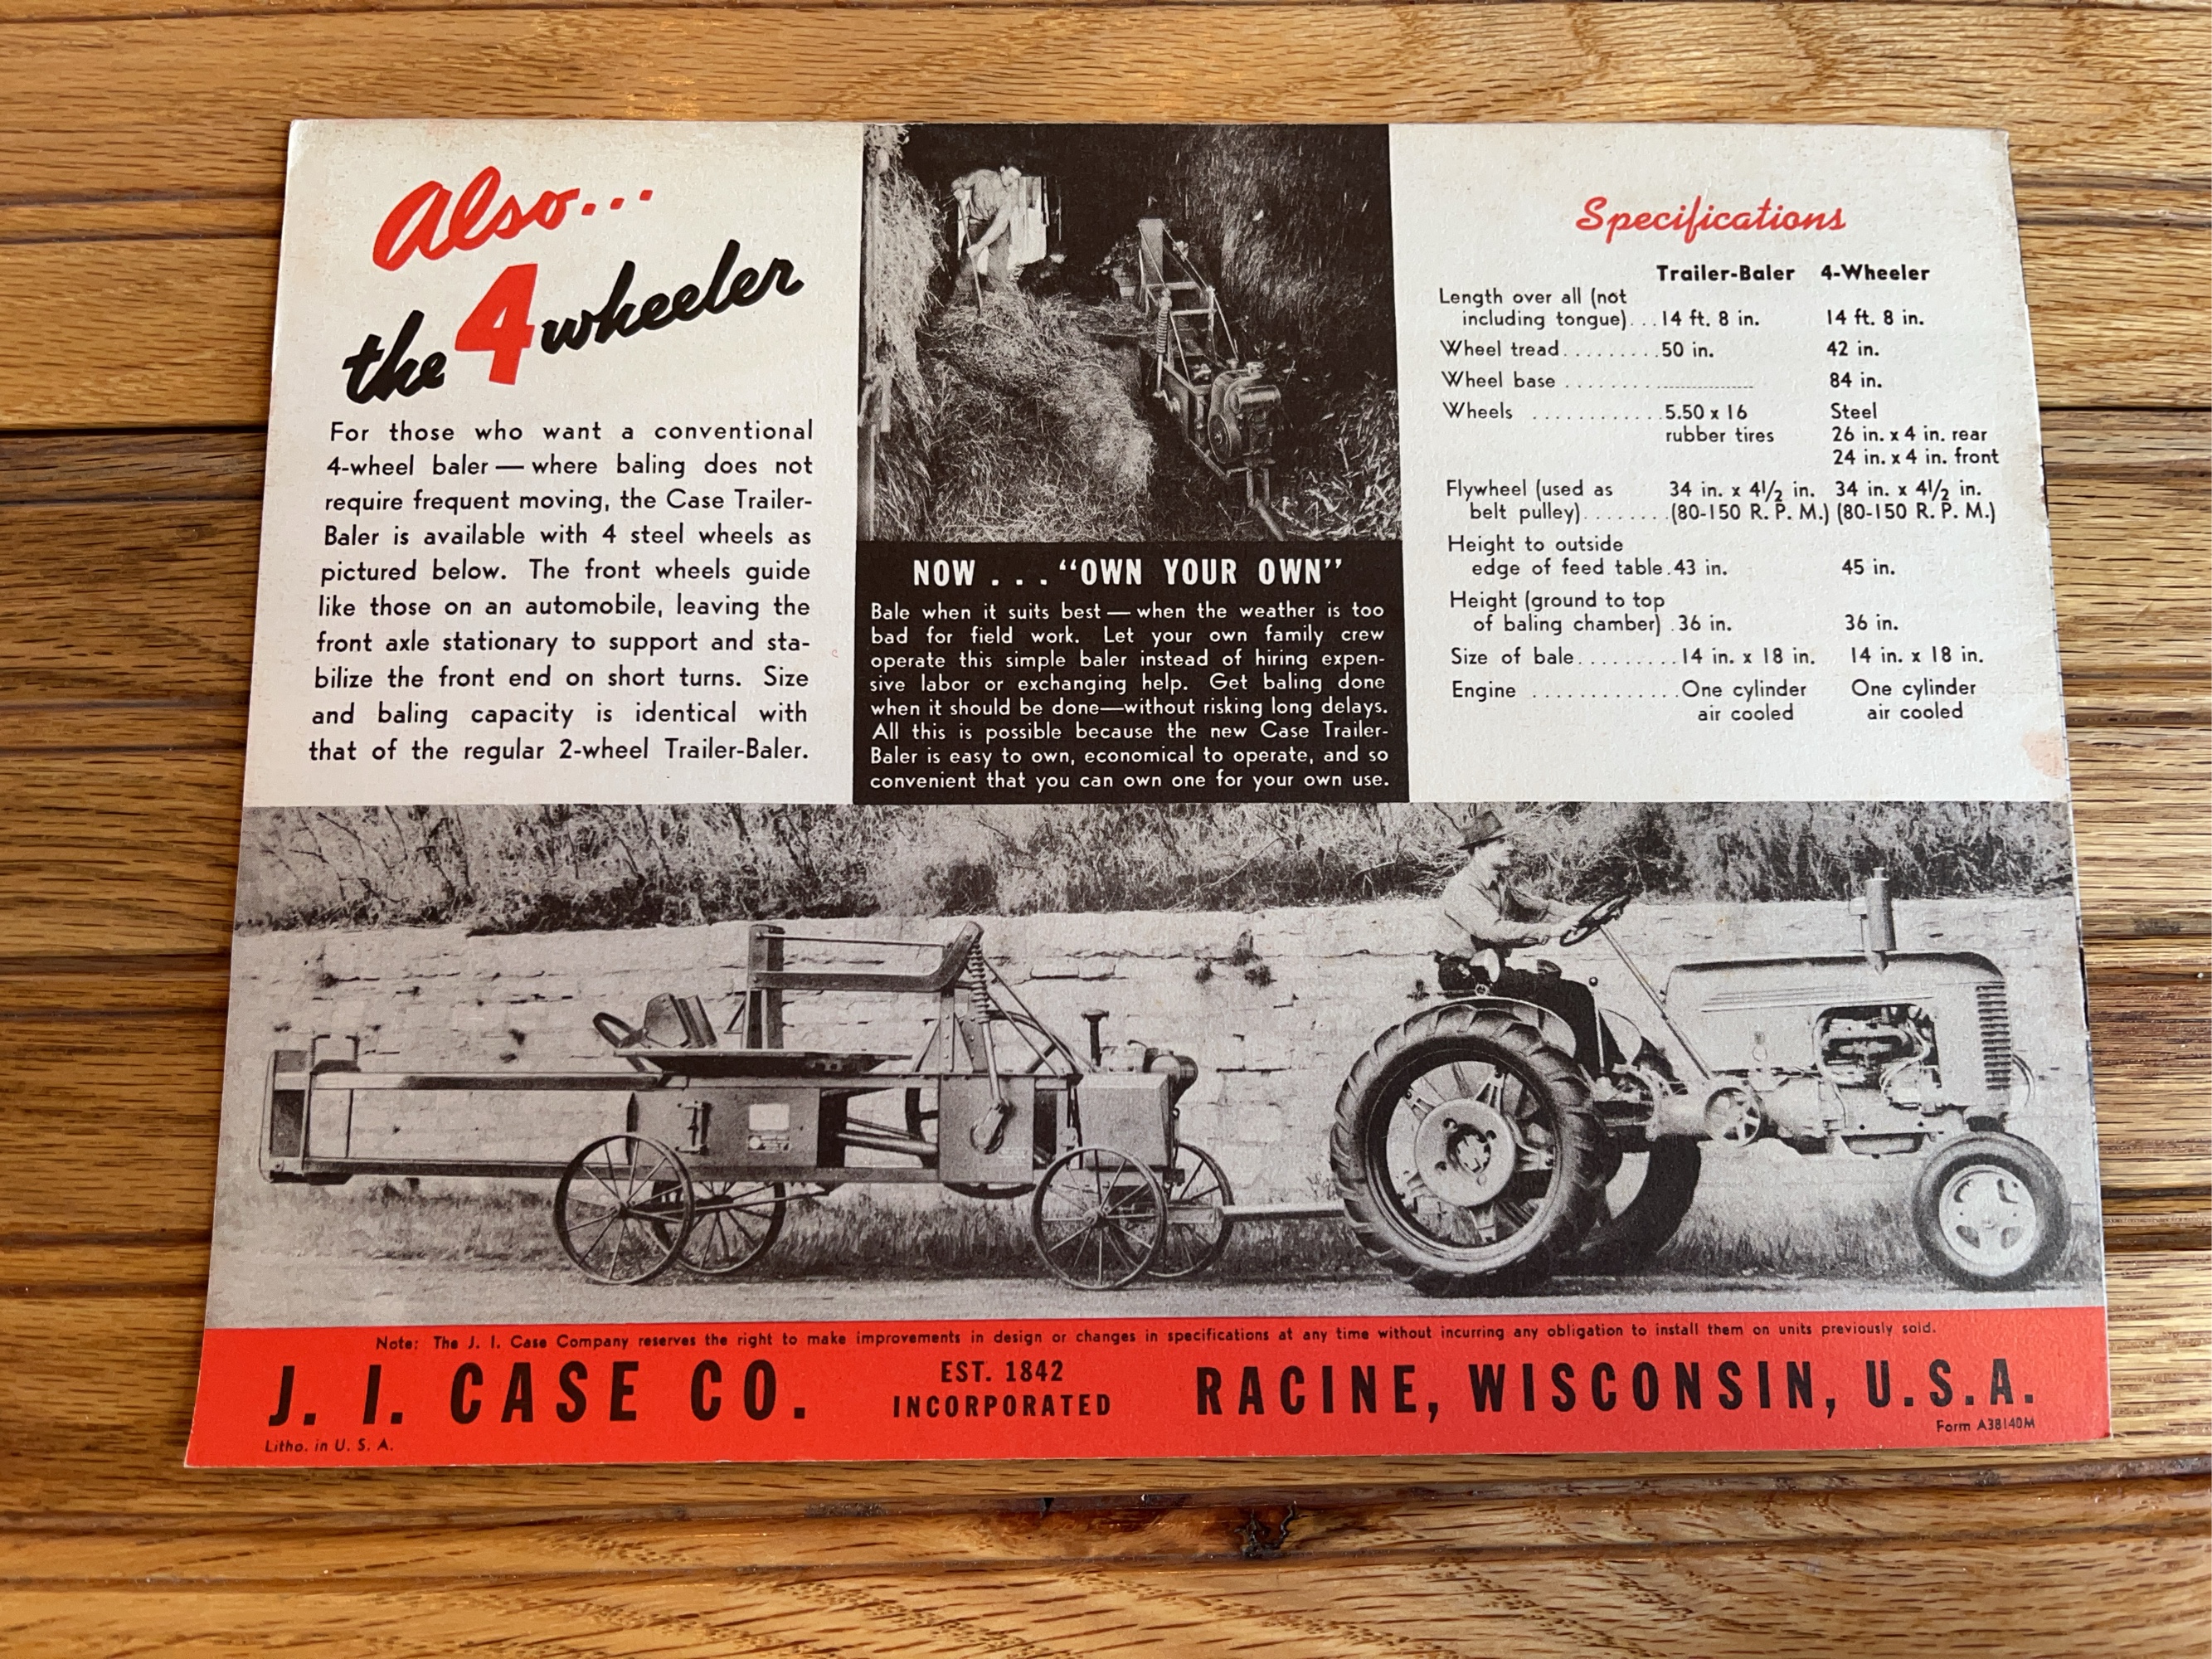 Also...
the 4 wheeler
For those who want a conventional
4-wheel baler — where baling does not
require frequent moving, the Case Trailer-
Baler is available with 4 steel wheels as
pictured below. The front wheels guide
like those on an automobile, leaving the
front axle stationary to support and sta-
bilize the front end on short turns. Size
and baling capacity is identical with
that of the regular 2-wheel Trailer-Baler.
NOW . . . "OWN YOUR OWN"
Bale when it suits best — when the weather is too
bad for field work. Let your own family crew
operate this simple baler instead of hiring expen-
sive labor or exchanging help. Get baling done
when it should be done—without risking long delays.
All this is possible because the new Case Trailer-
Baler is easy to own, economical to operate, and so
convenient that you can own one for your own use.
Specifications
Trailer-Baler 4-Wheeler
Length over all (not
including tongue)...14 ft. 8 in. 14 ft. 8 in.
Wheel tread.........50 in. 42 in.
Wheel base .................... 84 in.
Wheels ............5.50 x 16 Steel
rubber tires 26 in. x 4 in. rear
24 in. x 4 in. front
Flywheel (used as 34 in. x 4½ in. 34 in. x 4½ in.
belt pulley)........(80-150 R. P. M.) (80-150 R. P. M.)
Height to outside
edge of feed table.43 in. 45 in.
Height (ground to top
of baling chamber) .36 in. 36 in.
Size of bale.........14 in. x 18 in. 14 in. x 18 in.
Engine .............One cylinder One cylinder
air cooled air cooled
Note: The J. I. Case Company reserves the right to make improvements in design or changes in specifications at any time without incurring any obligation to install them on units previously sold.
J. I. CASE CO. EST. 1842 INCORPORATED RACINE, WISCONSIN, U.S.A.
Litho. in U. S. A. Form A38140M